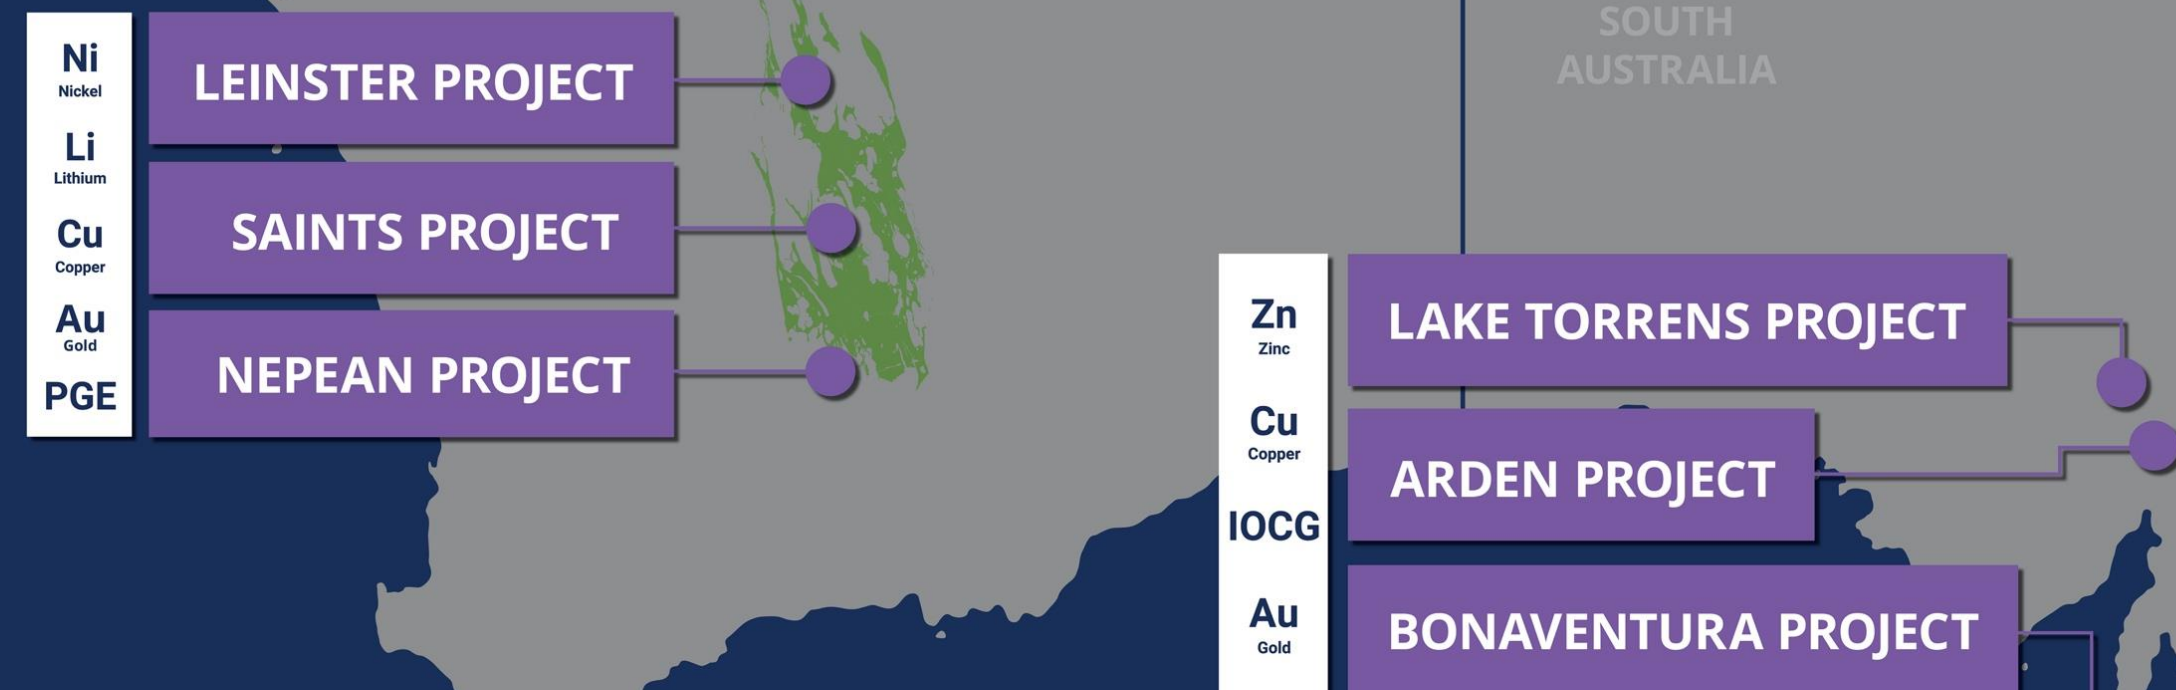 Ni
Nickel
Li
Lithium
Cu
Copper
Au
Gold
PGE
LEINSTER PROJECT
SAINTS PROJECT
NEPEAN PROJECT
SOUTH
AUSTRALIA
Zn
Zinc
Cu
Copper
IOCG
Au
Gold
LAKE TORRENS PROJECT
ARDEN PROJECT
BONAVENTURA PROJECT